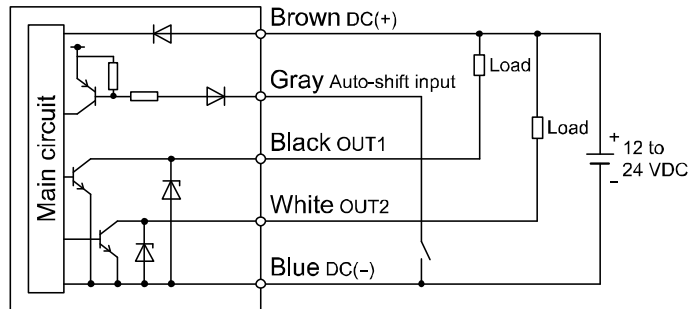 Main circuit
Brown DC(+)
Gray Auto-shift input
Black OUT1
White OUT2
Blue DC(−)
Load
Load
+
12 to
24 VDC
−